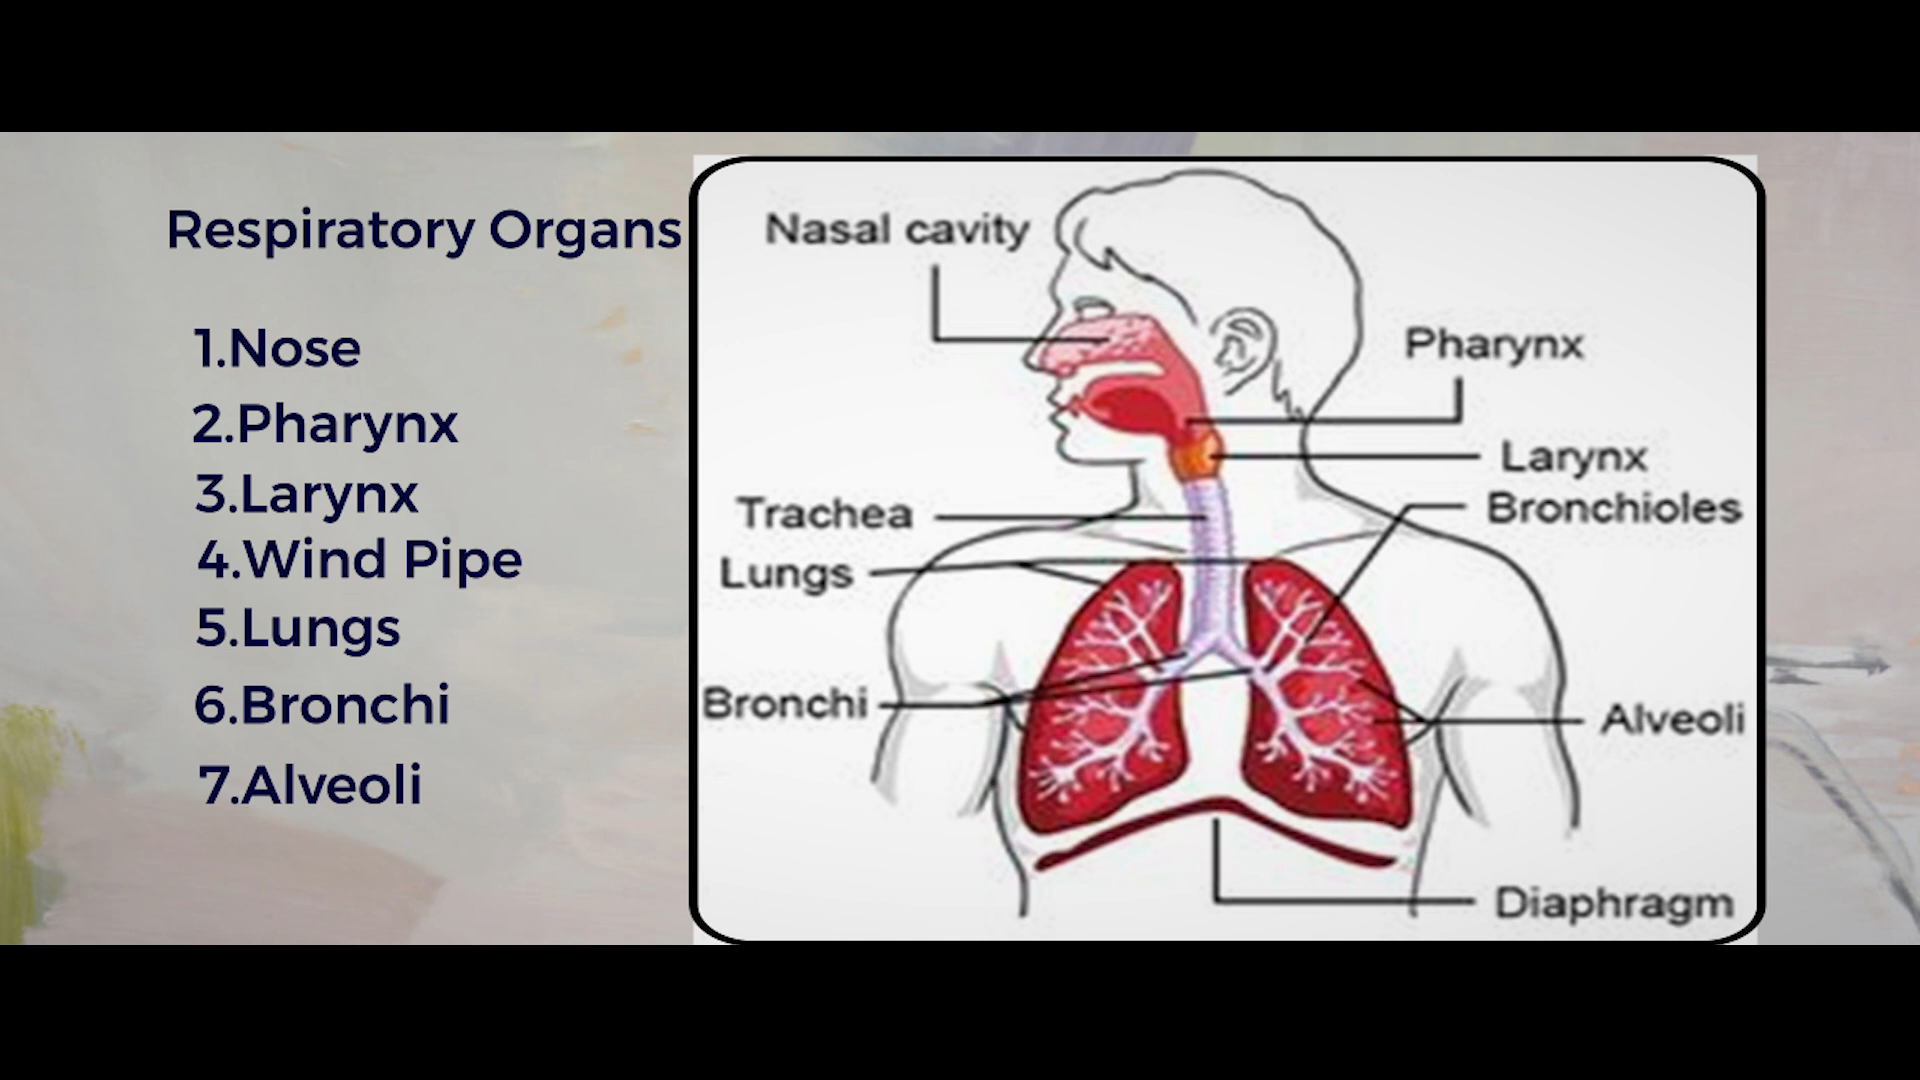 Respiratory Organs
1.Nose
2.Pharynx
3.Larynx
4.Wind Pipe
5.Lungs
6.Bronchi
7.Alveoli
Nasal cavity
Pharynx
Larynx
Bronchioles
Trachea
Lungs
Bronchi
Alveoli
Diaphragm